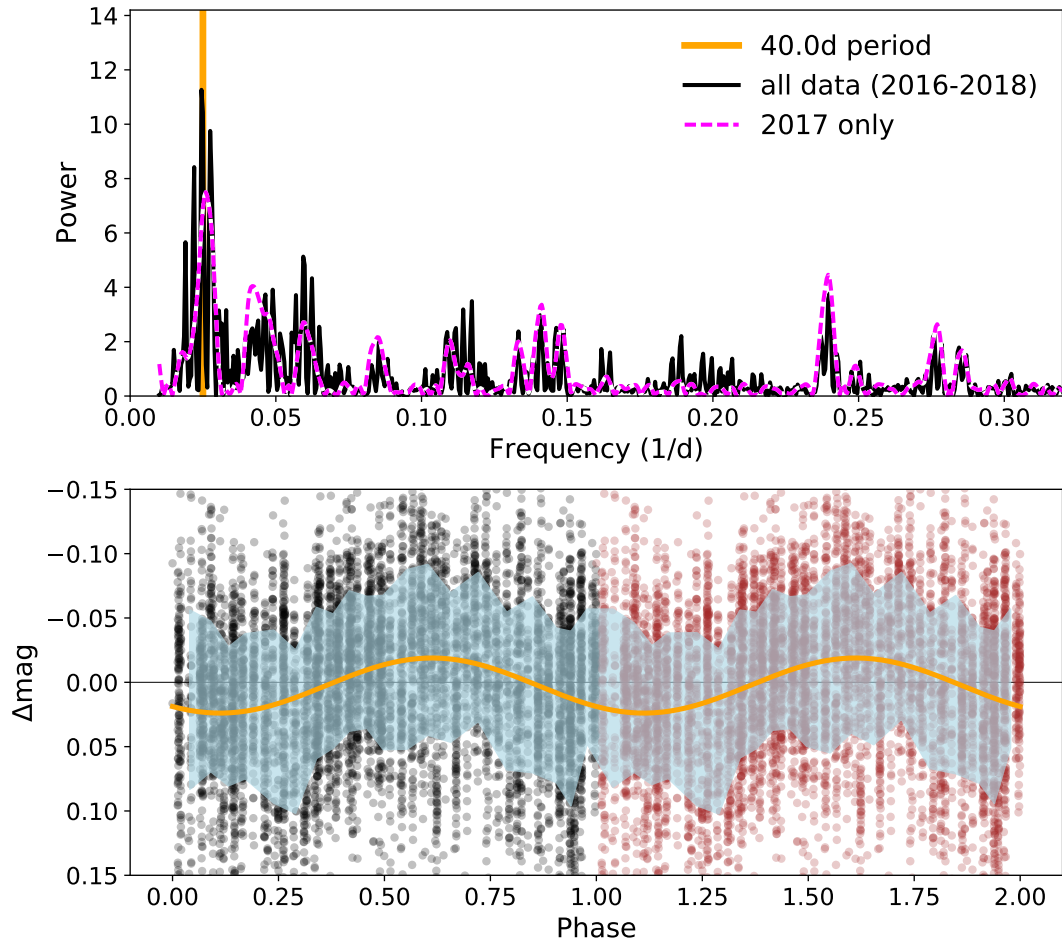 14
12
10
8
6
4
2
0
Power
40.0d period
all data (2016-2018)
2017 only
0.00 0.05 0.10 0.15 0.20 0.25 0.30
Frequency (1/d)
−0.15
−0.10
−0.05
0.00
0.05
0.10
0.15
Δmag
0.00 0.25 0.50 0.75 1.00 1.25 1.50 1.75 2.00
Phase